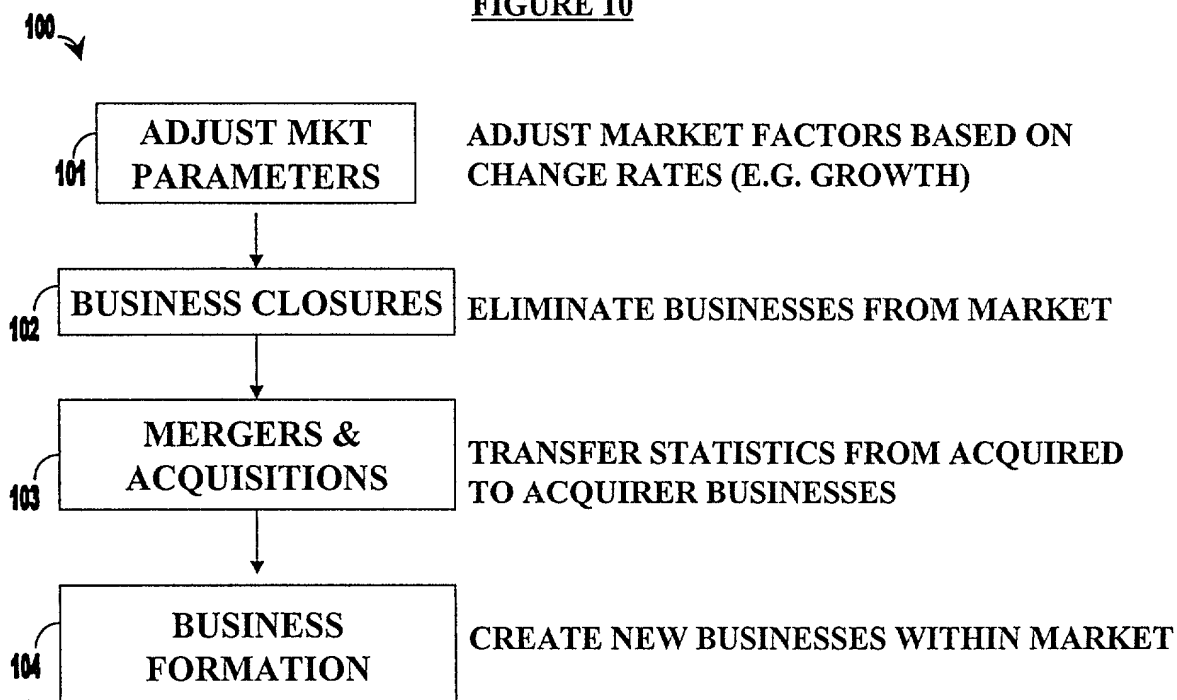 FIGURE 10
100
ADJUST MKT
PARAMETERS
101
ADJUST MARKET FACTORS BASED ON
CHANGE RATES (E.G. GROWTH)
BUSINESS CLOSURES
102
ELIMINATE BUSINESSES FROM MARKET
MERGERS &
ACQUISITIONS
103
TRANSFER STATISTICS FROM ACQUIRED
TO ACQUIRER BUSINESSES
BUSINESS
FORMATION
104
CREATE NEW BUSINESSES WITHIN MARKET